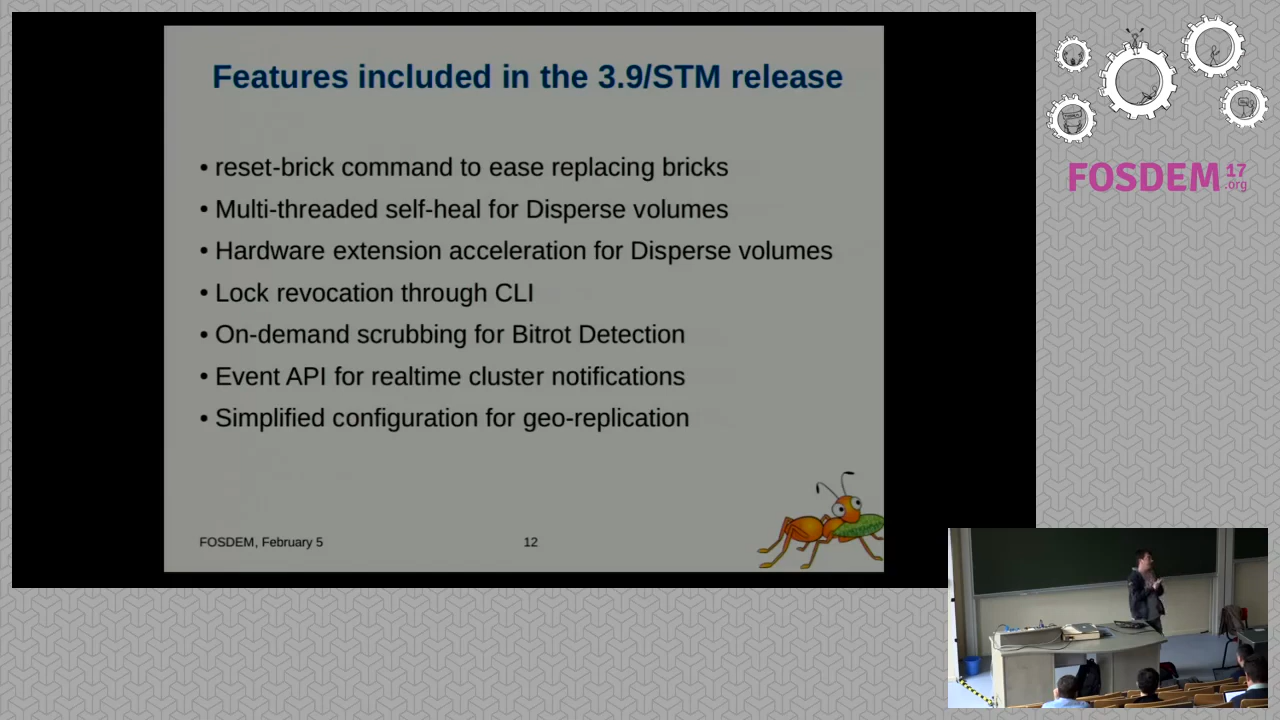 Features included in the 3.9/STM release
• reset-brick command to ease replacing bricks
• Multi-threaded self-heal for Disperse volumes
• Hardware extension acceleration for Disperse volumes
• Lock revocation through CLI
• On-demand scrubbing for Bitrot Detection
• Event API for realtime cluster notifications
• Simplified configuration for geo-replication
FOSDEM, February 5
12
FOSDEM 17
.org